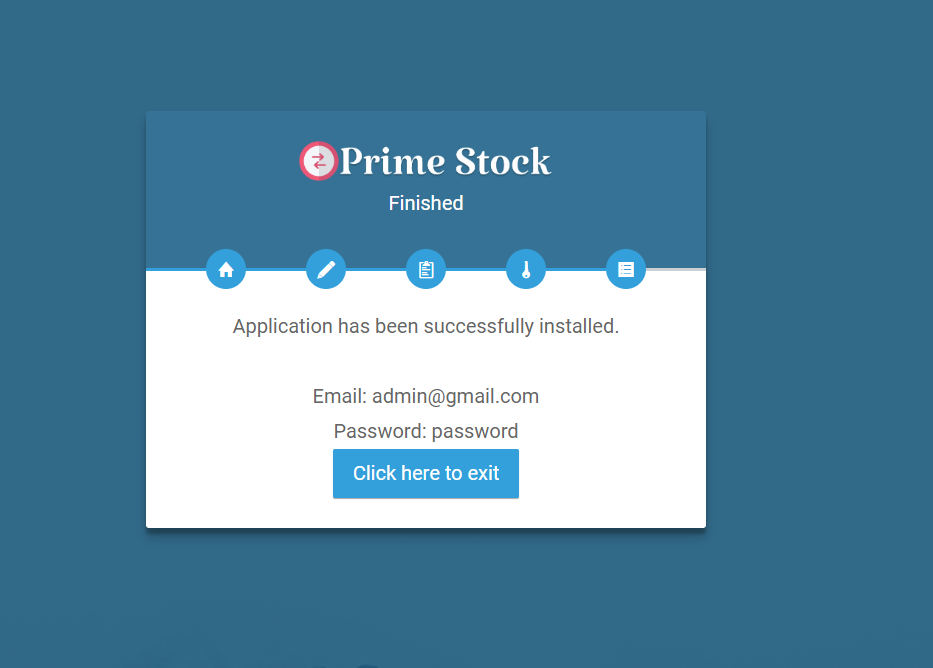 Prime Stock
Finished
Application has been successfully installed.
Email: admin@gmail.com
Password: password
Click here to exit